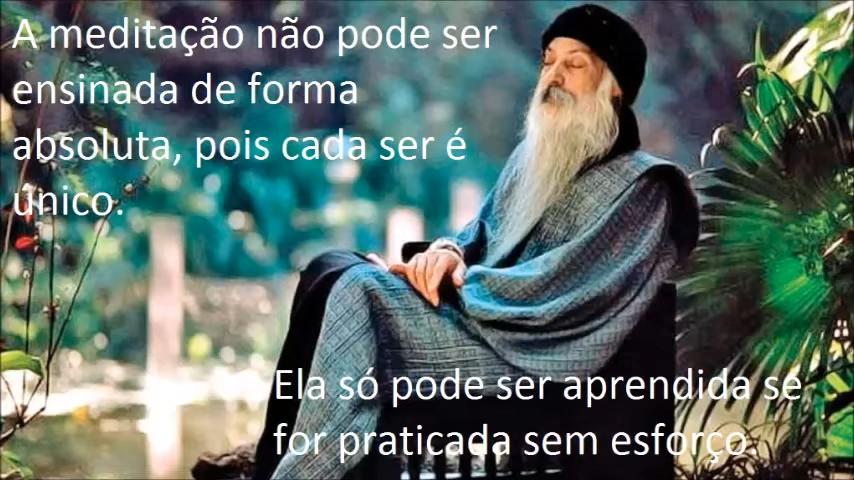 A meditação não pode ser
ensinada de forma
absoluta, pois cada ser é
único.
Ela só pode ser aprendida se
for praticada sem esforço.